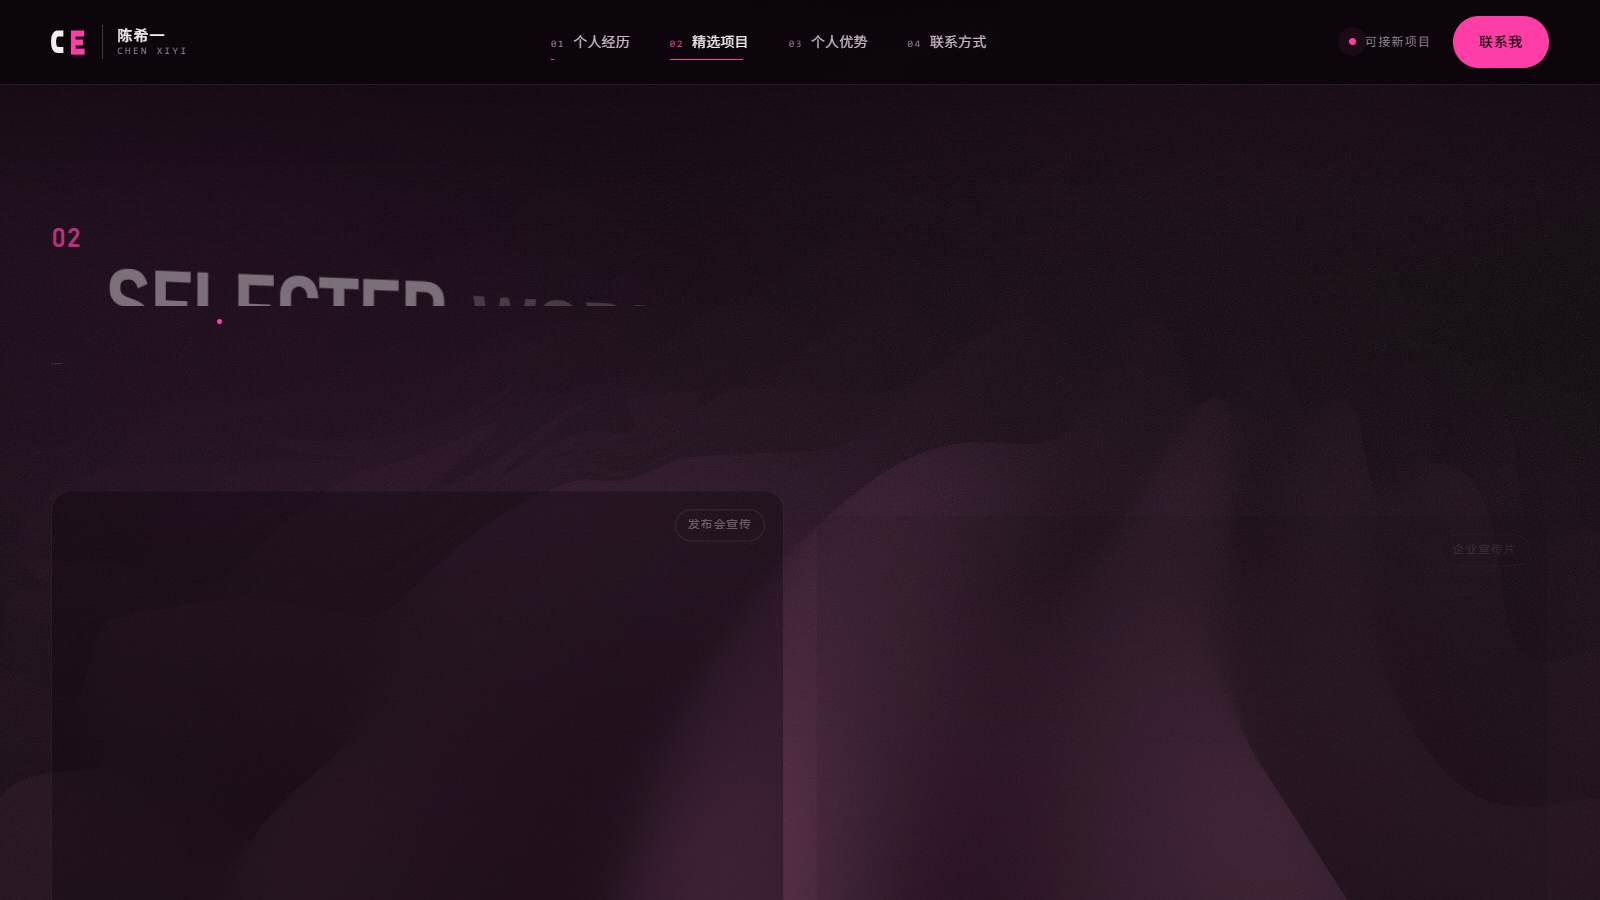 CE
陈希一
CHEN XIYI
01 个人经历
02 精选项目
03 个人优势
04 联系方式
可接新项目
联系我
02
SELECTED
发布会宣传
企业宣传片